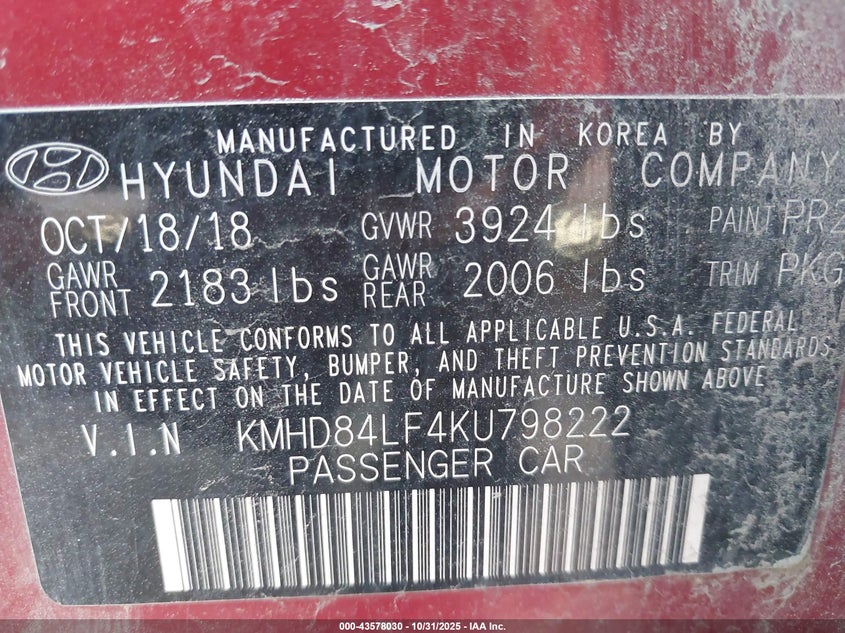 MANUFACTURED IN KOREA BY
HYUNDAI MOTOR COMPANY
OCT/18/18 GVWR 3924 lbs PAINT PR2
GAWR FRONT 2183 lbs GAWR REAR 2006 lbs TRIM PKG
THIS VEHICLE CONFORMS TO ALL APPLICABLE U.S.A. FEDERAL
MOTOR VEHICLE SAFETY, BUMPER, AND THEFT PREVENTION STANDARDS
IN EFFECT ON THE DATE OF MANUFACTURE SHOWN ABOVE
V.I.N KMHD84LF4KU798222
PASSENGER CAR
000-43578030 - 10/31/2025 - IAA Inc.